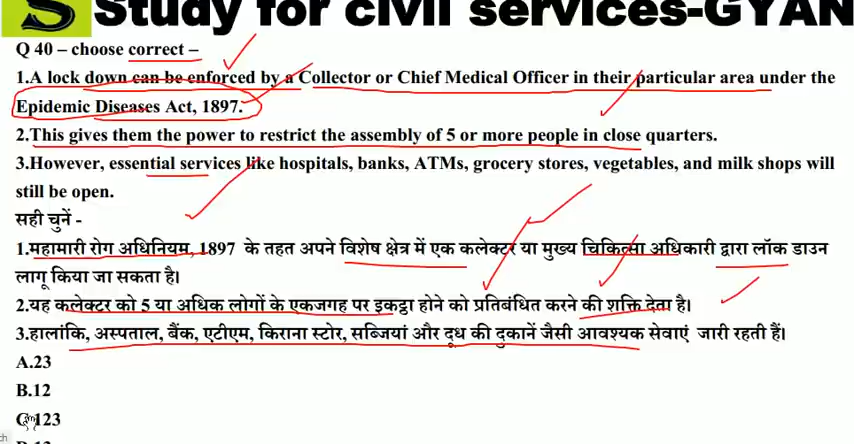 Study for civil services-GYAN
Q 40 – choose correct –
1.A lock down can be enforced by a Collector or Chief Medical Officer in their particular area under the
Epidemic Diseases Act, 1897.
2.This gives them the power to restrict the assembly of 5 or more people in close quarters.
3.However, essential services like hospitals, banks, ATMs, grocery stores, vegetables, and milk shops will
still be open.
सही चुनें -
1.महामारी रोग अधिनियम, 1897 के तहत अपने विशेष क्षेत्र में एक कलेक्टर या मुख्य चिकित्सा अधिकारी द्वारा लॉक डाउन
लागू किया जा सकता है।
2.यह कलेक्टर को 5 या अधिक लोगों के एकजगह पर इकट्ठा होने को प्रतिबंधित करने की शक्ति देता है।
3.हालांकि, अस्पताल, बैंक, एटीएम, किराना स्टोर, सब्जियां और दूध की दुकानें जैसी आवश्यक सेवाएं जारी रहती हैं।
A.23
B.12
C.123